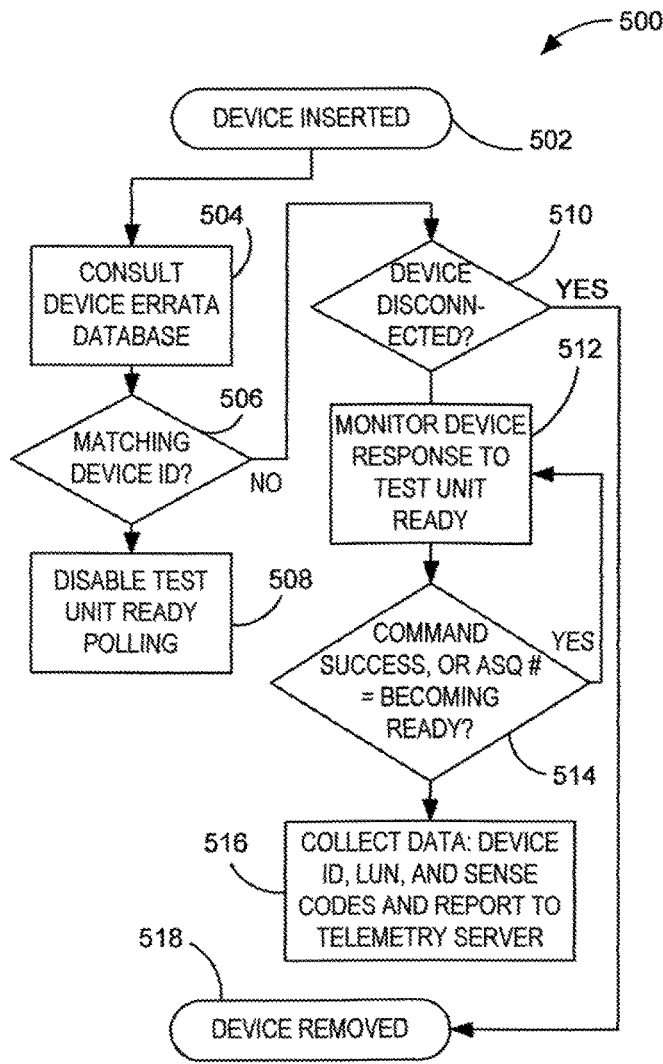 500
DEVICE INSERTED
502
504
CONSULT
DEVICE ERRATA
DATABASE
506
MATCHING
DEVICE ID?
NO
DISABLE TEST
UNIT READY
POLLING
508
510
DEVICE
DISCONN-
ECTED?
YES
512
MONITOR DEVICE
RESPONSE TO
TEST UNIT
READY
COMMAND
SUCCESS, OR ASQ #
= BECOMING
READY?
YES
514
516
COLLECT DATA: DEVICE
ID, LUN, AND SENSE
CODES AND REPORT TO
TELEMETRY SERVER
518
DEVICE REMOVED